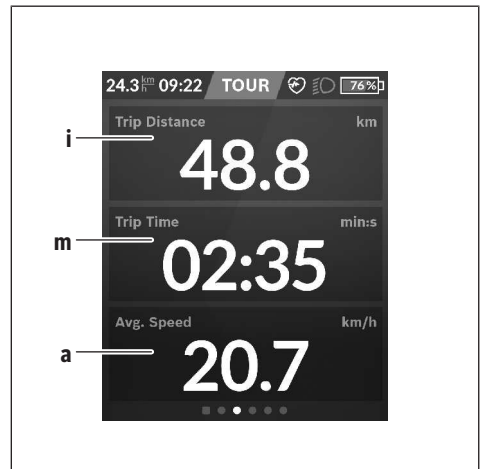 24.3 km/h 09:22 TOUR 76%
Trip Distance km
i
48.8
Trip Time min:s
m
02:35
Avg. Speed km/h
a
20.7